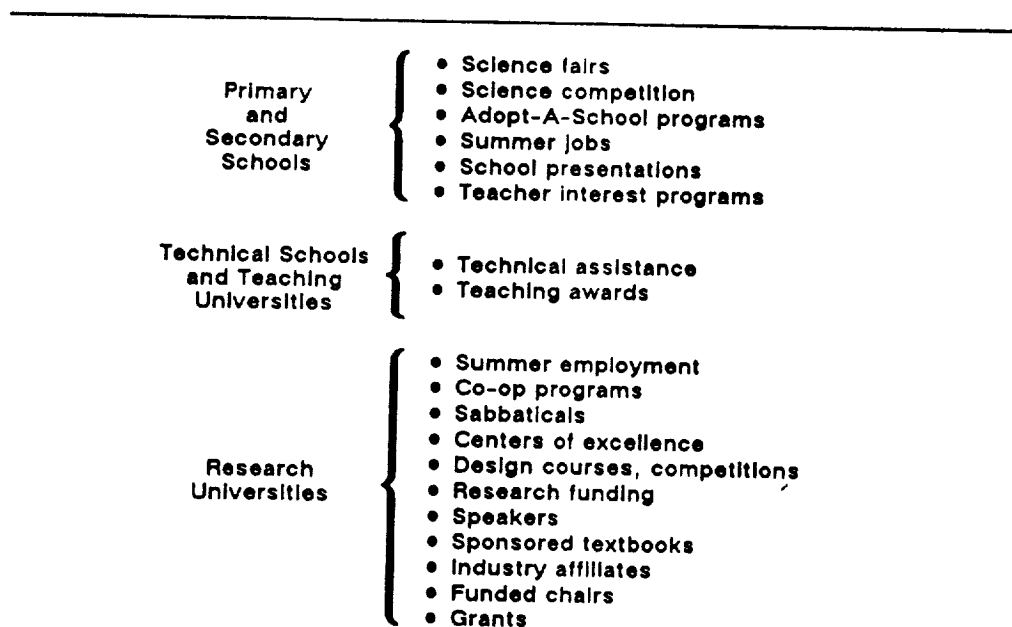 Primary
and
Secondary
Schools
• Science fairs
• Science competition
• Adopt-A-School programs
• Summer jobs
• School presentations
• Teacher interest programs
Technical Schools
and Teaching
Universities
• Technical assistance
• Teaching awards
Research
Universities
• Summer employment
• Co-op programs
• Sabbaticals
• Centers of excellence
• Design courses, competitions
• Research funding
• Speakers
• Sponsored textbooks
• Industry affiliates
• Funded chairs
• Grants